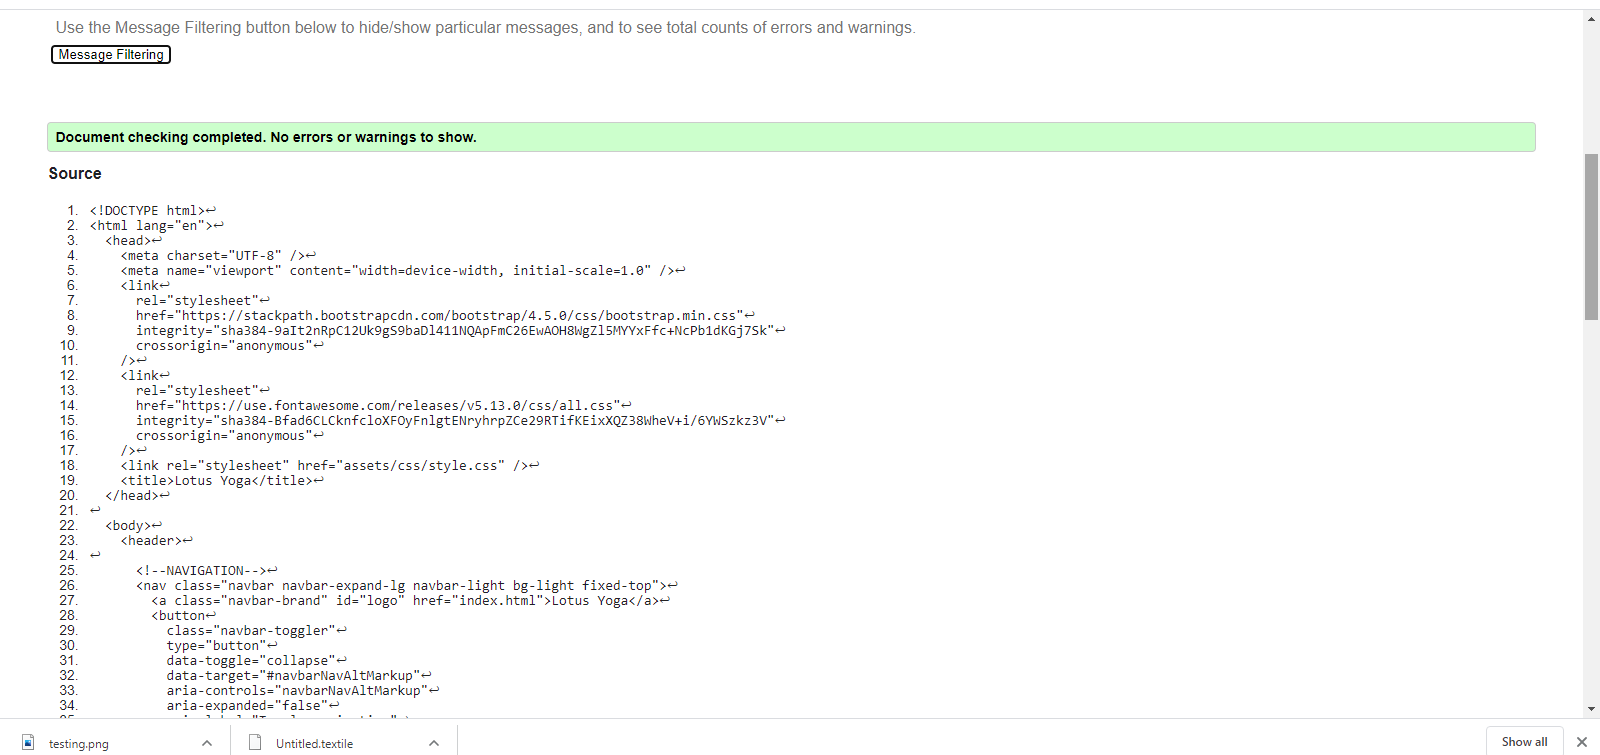 Use the Message Filtering button below to hide/show particular messages, and to see total counts of errors and warnings.
Message Filtering
Document checking completed. No errors or warnings to show.
Source
1. <!DOCTYPE html>↩
2. <html lang="en">↩
3. <head>↩
4. <meta charset="UTF-8" />↩
5. <meta name="viewport" content="width=device-width, initial-scale=1.0" />↩
6. <link↩
7. rel="stylesheet"↩
8. href="https://stackpath.bootstrapcdn.com/bootstrap/4.5.0/css/bootstrap.min.css"↩
9. integrity="sha384-9aIt2nRpC12Uk9gS9baDl411NQApFmC26EwAOH8WgZl5MYYxFfc+NcPb1dKGj7Sk"↩
10. crossorigin="anonymous"↩
11. />↩
12. <link↩
13. rel="stylesheet"↩
14. href="https://use.fontawesome.com/releases/v5.13.0/css/all.css"↩
15. integrity="sha384-Bfad6CLCknfcloXFOyFnlgtENryhrpZCe29RTifKEixXQZ38WheV+i/6YWSzkz3V"↩
16. crossorigin="anonymous"↩
17. />↩
18. <link rel="stylesheet" href="assets/css/style.css" />↩
19. <title>Lotus Yoga</title>↩
20. </head>↩
21. ↩
22. <body>↩
23. <header>↩
24. ↩
25. <!--NAVIGATION-->↩
26. <nav class="navbar navbar-expand-lg navbar-light bg-light fixed-top">↩
27. <a class="navbar-brand" id="logo" href="index.html">Lotus Yoga</a>↩
28. <button↩
29. class="navbar-toggler"↩
30. type="button"↩
31. data-toggle="collapse"↩
32. data-target="#navbarNavAltMarkup"↩
33. aria-controls="navbarNavAltMarkup"↩
34. aria-expanded="false"↩
testing.png
Untitled.textile
Show all